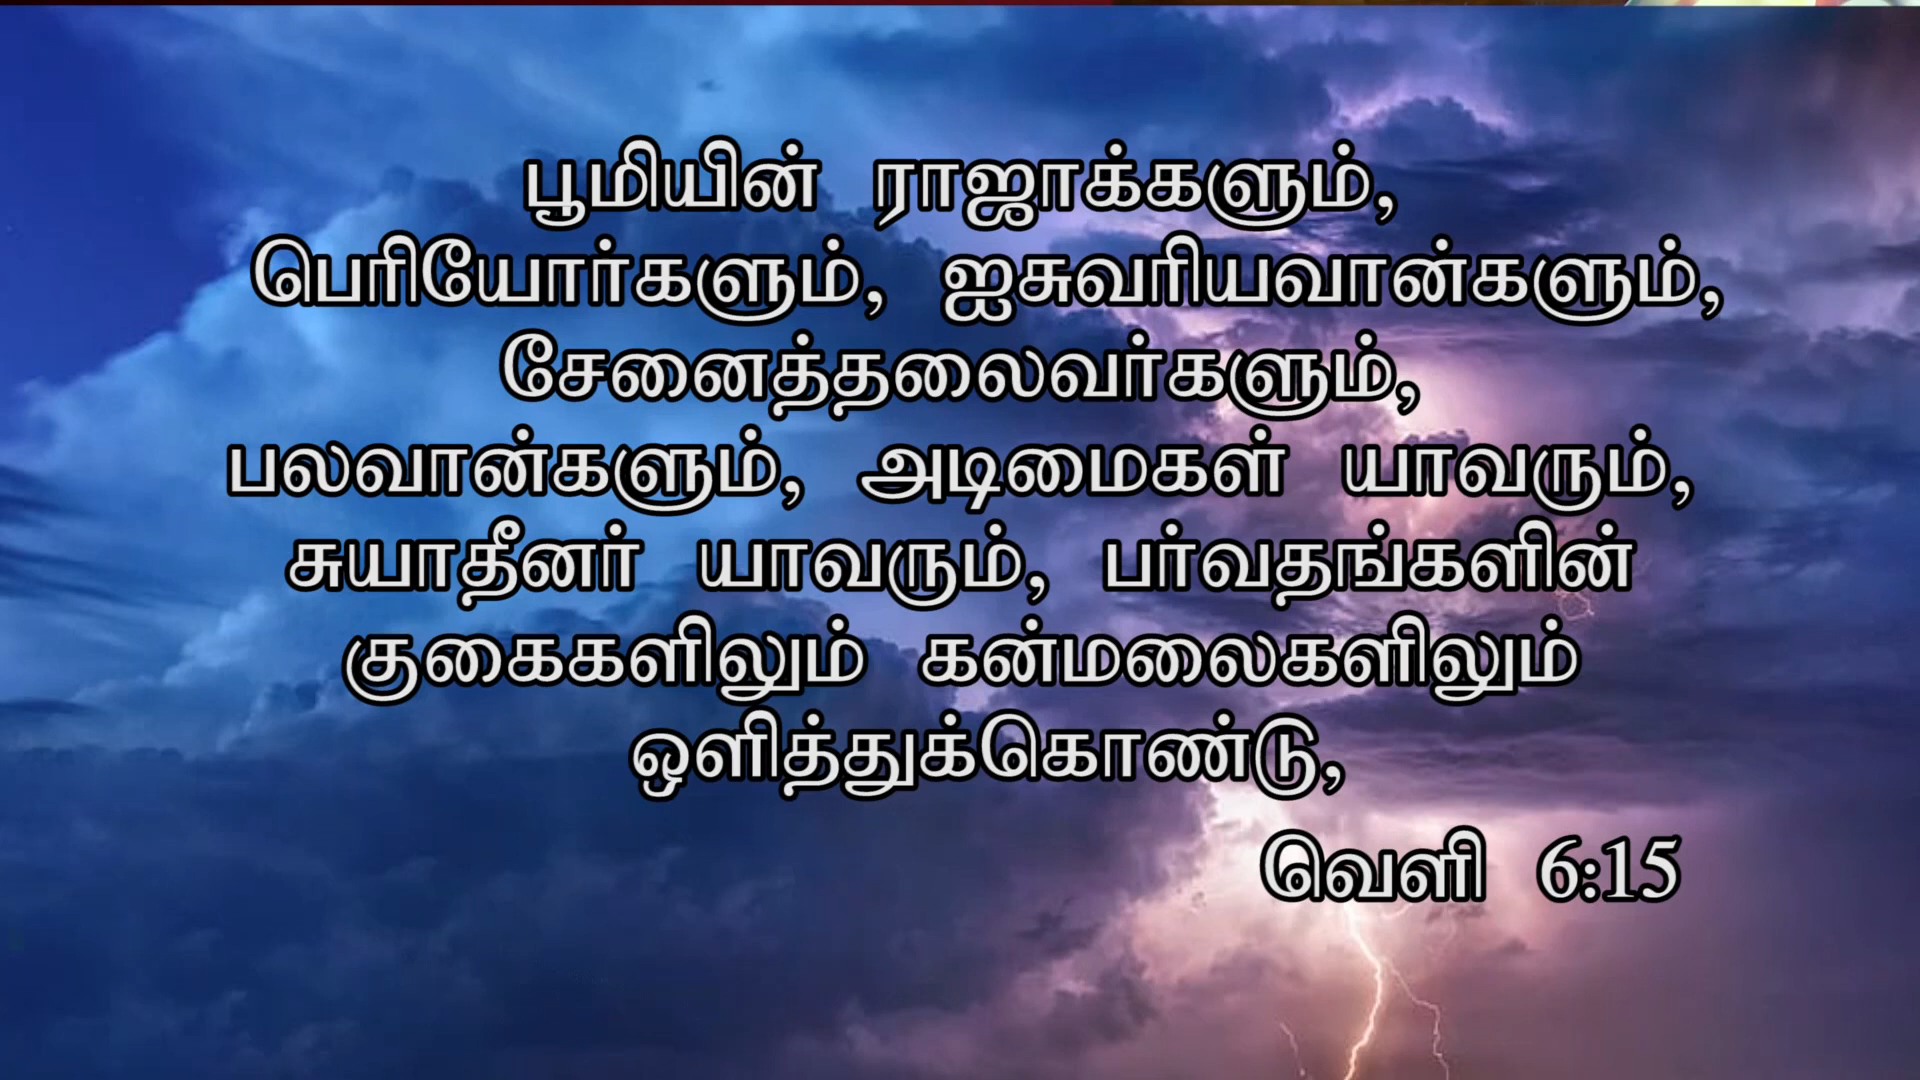 பூமியின் ராஜாக்களும்,
பெரியோர்களும், ஐசுவரியவான்களும்,
சேனைத்தலைவர்களும்,
பலவான்களும், அடிமைகள் யாவரும்,
சுயாதீனர் யாவரும், பர்வதங்களின்
குகைகளிலும் கன்மலைகளிலும்
ஒளித்துக்கொண்டு,
வெளி 6:15